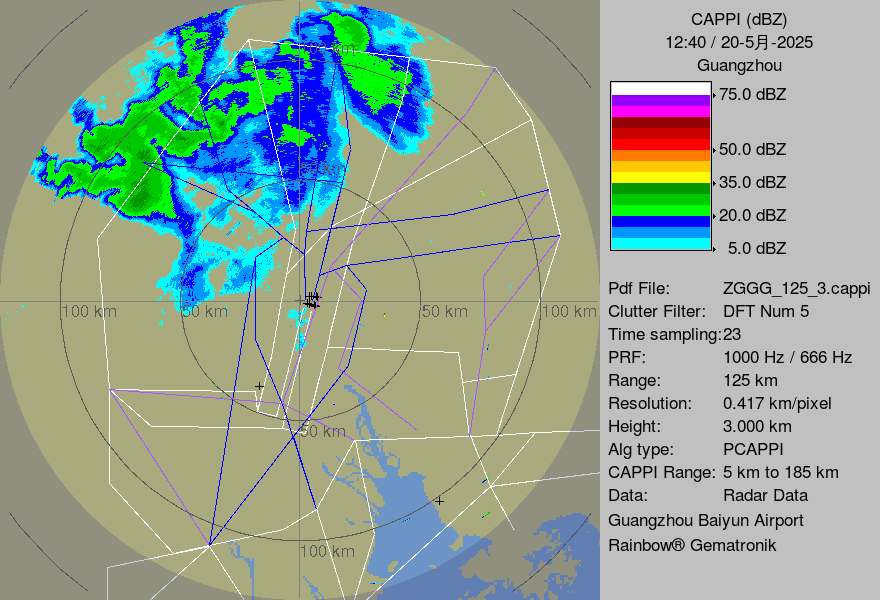 CAPPI (dBZ)
12:40 / 20-5月-2025
Guangzhou
75.0 dBZ
50.0 dBZ
35.0 dBZ
20.0 dBZ
5.0 dBZ
Pdf File: ZGGG_125_3.cappi
Clutter Filter: DFT Num 5
Time sampling:23
PRF: 1000 Hz / 666 Hz
Range: 125 km
Resolution: 0.417 km/pixel
Height: 3.000 km
Alg type: PCAPPI
CAPPI Range: 5 km to 185 km
Data: Radar Data
Guangzhou Baiyun Airport
Rainbow® Gematronik
100 km
50 km
100 km
50 km
50 km
100 km
50 km
100 km